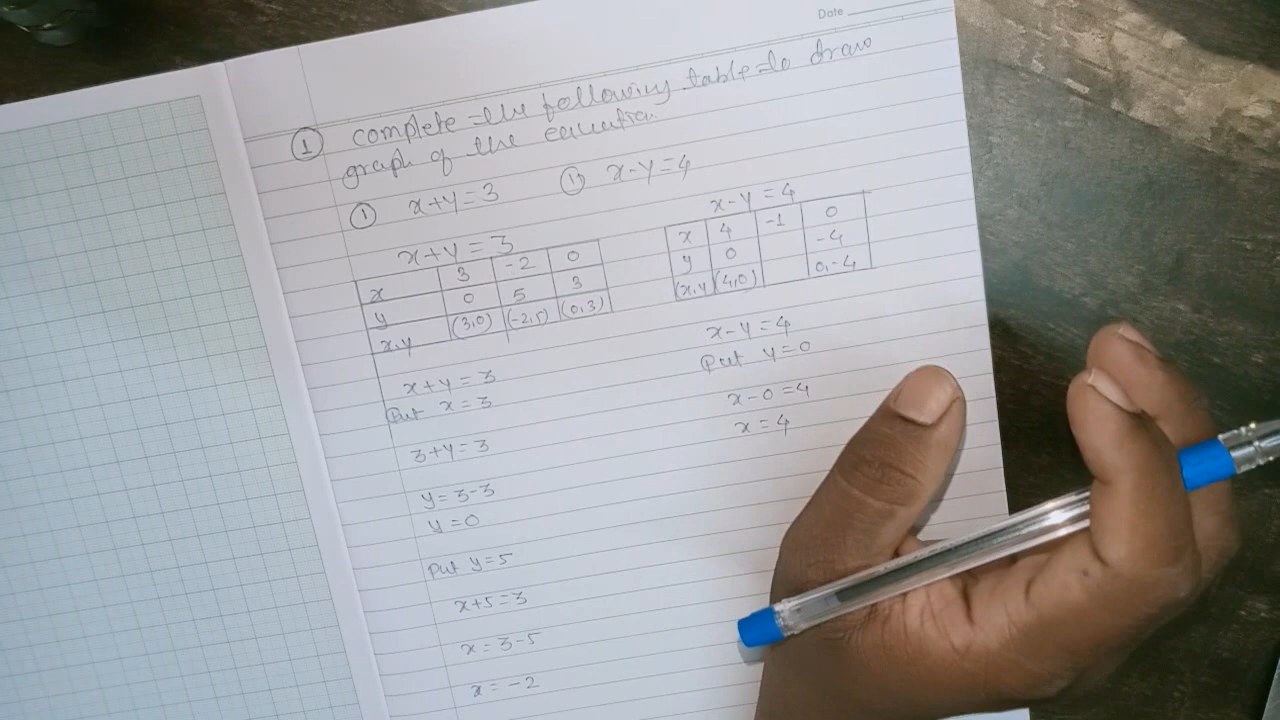 Date
① complete the following table to draw
graph of the equation
① x+y=3 ⑪ x-y=4
x+y=3
x 3 -2 0
y 0 5 3
x,y (3,0) (-2,5) (0,3)
x+y=3
Put x=3
3+y=3
y=3-3
y=0
Put y=5
x+5=3
x=3-5
x=-2
x-y=4
x 4 -1 0
y 0 -4
(x,y) (4,0) 0,-4
x-y=4
Put y=0
x-0=4
x=4